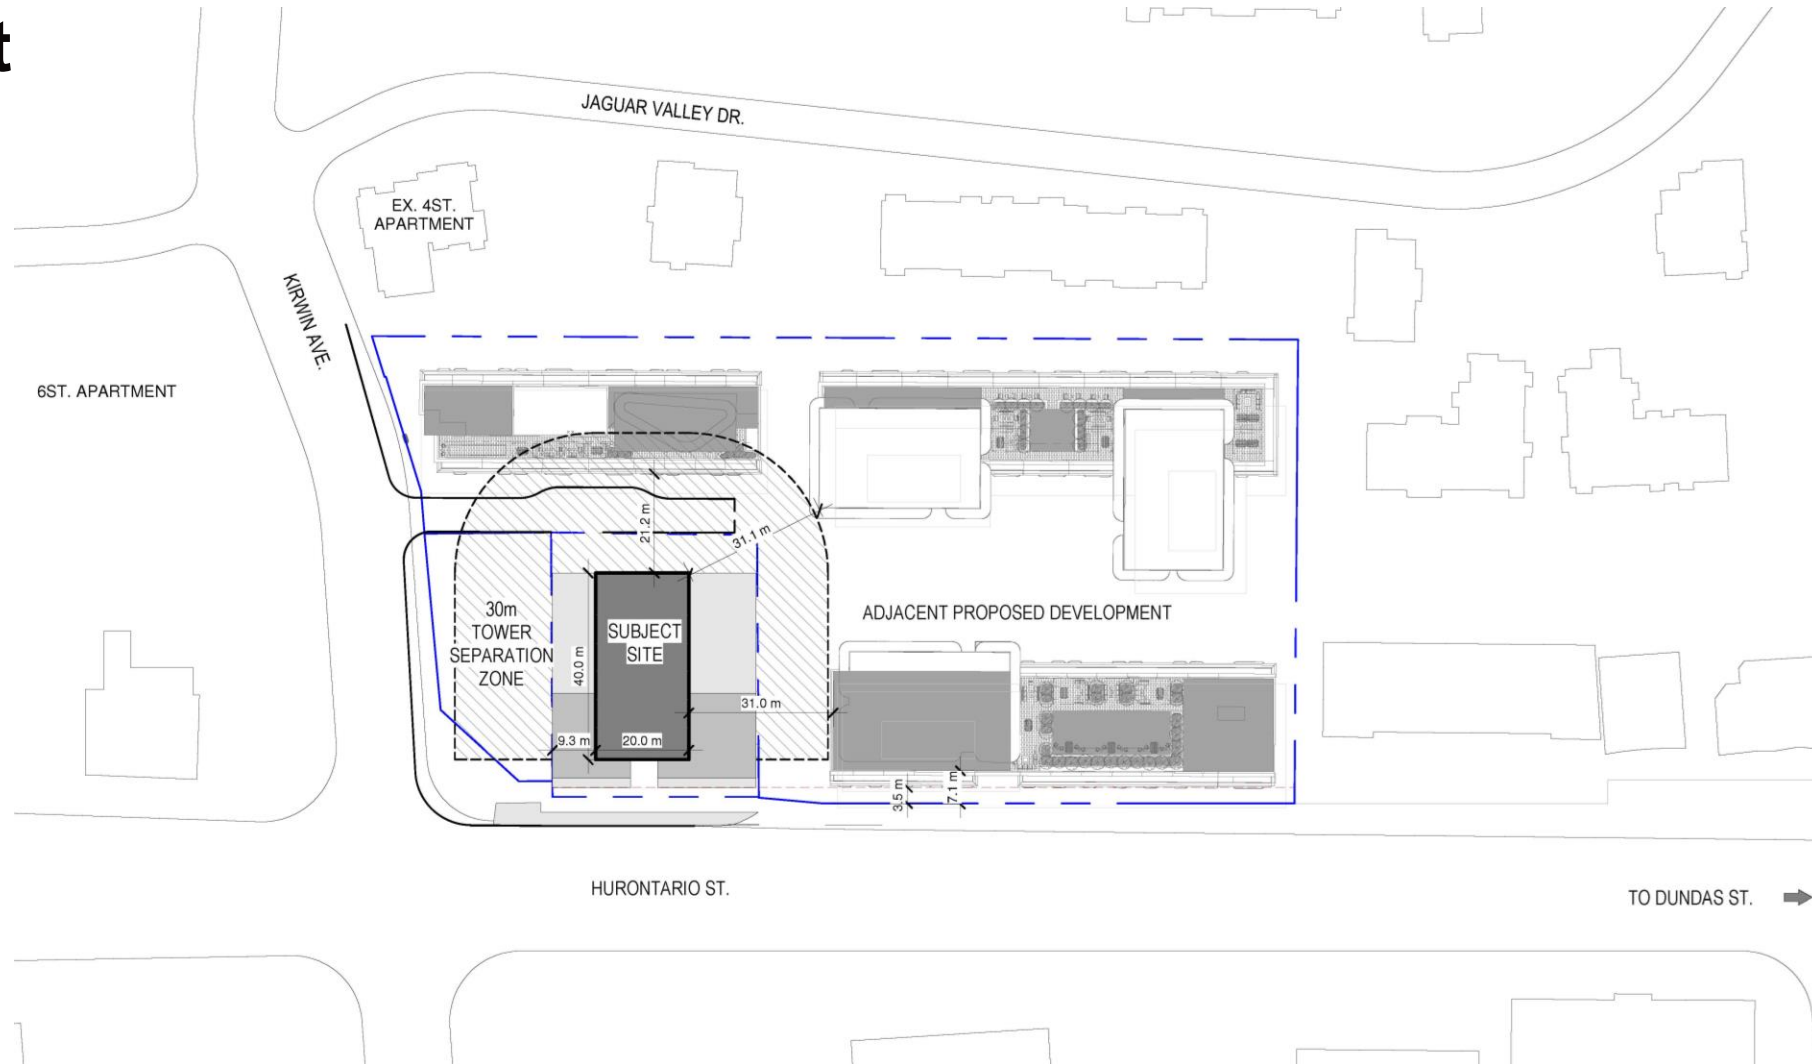 t
JAGUAR VALLEY DR.
EX. 4ST.
APARTMENT
KIRWIN AVE.
6ST. APARTMENT
21.2 m
31.1 m
30m
TOWER
SEPARATION
ZONE
SUBJECT
SITE
40.0 m
ADJACENT PROPOSED DEVELOPMENT
31.0 m
9.3 m
20.0 m
3.5 m
7.1 m
HURONTARIO ST.
TO DUNDAS ST.